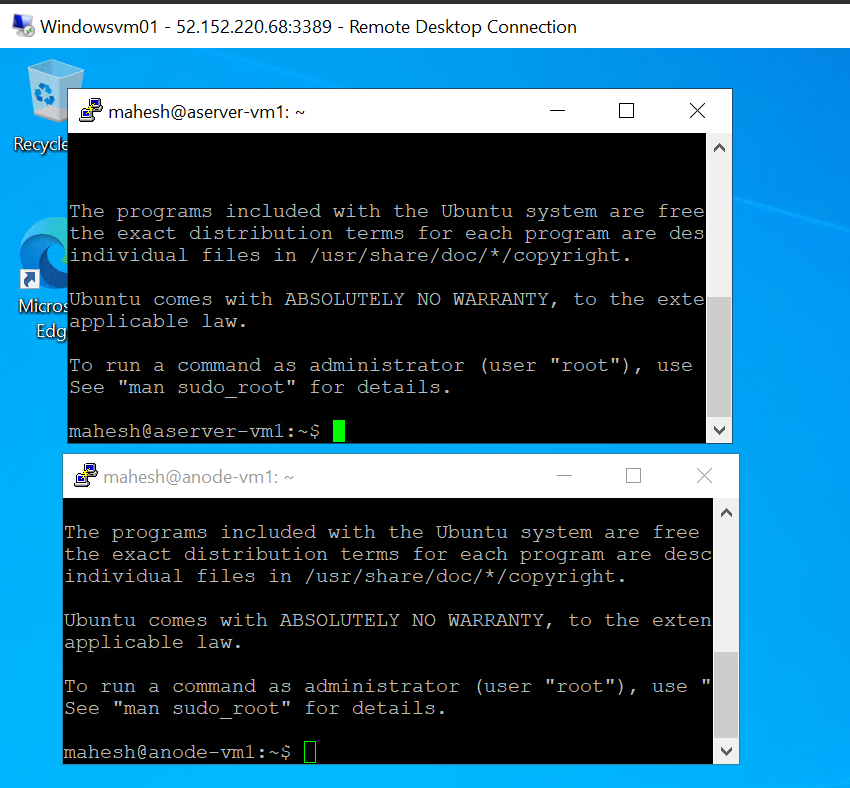 Windowsvm01 - 52.152.220.68:3389 - Remote Desktop Connection
Recycle
Micros
Edg
mahesh@aserver-vm1: ~
The programs included with the Ubuntu system are free
the exact distribution terms for each program are des
individual files in /usr/share/doc/*/copyright.
Ubuntu comes with ABSOLUTELY NO WARRANTY, to the exte
applicable law.
To run a command as administrator (user "root"), use
See "man sudo_root" for details.
mahesh@aserver-vm1:~$
mahesh@anode-vm1: ~
The programs included with the Ubuntu system are free
the exact distribution terms for each program are desc
individual files in /usr/share/doc/*/copyright.
Ubuntu comes with ABSOLUTELY NO WARRANTY, to the exten
applicable law.
To run a command as administrator (user "root"), use "
See "man sudo_root" for details.
mahesh@anode-vm1:~$